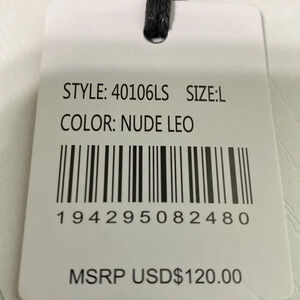 STYLE: 40106LS SIZE:L
COLOR: NUDE LEO
194295082480
MSRP USD$120.00